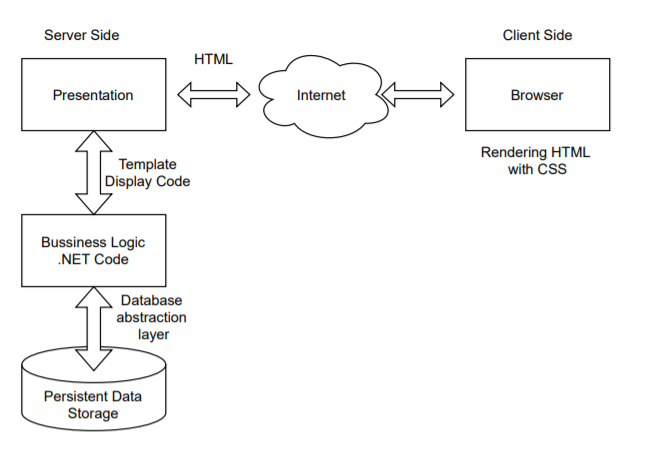 Server Side
Client Side
HTML
Presentation
Internet
Browser
Rendering HTML
with CSS
Template
Display Code
Bussiness Logic
.NET Code
Database
abstraction
layer
Persistent Data
Storage